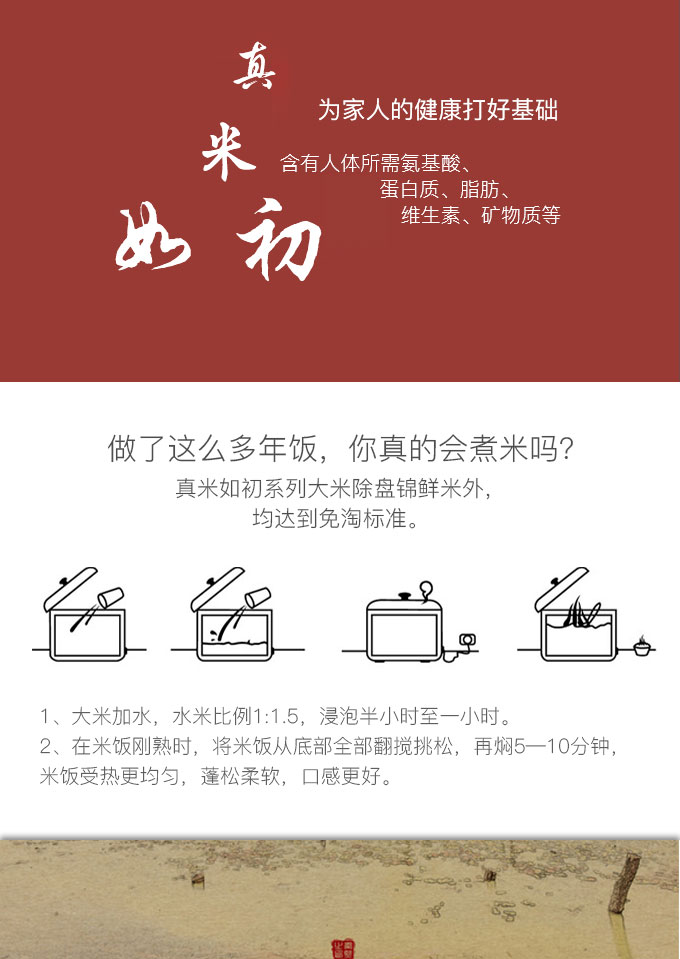 真
米
如初
为家人的健康打好基础
含有人体所需氨基酸、
蛋白质、脂肪、
维生素、矿物质等
做了这么多年饭，你真的会煮米吗？
真米如初系列大米除盘锦鲜米外，
均达到免淘标准。
1、大米加水，水米比例1:1.5，浸泡半小时至一小时。
2、在米饭刚熟时，将米饭从底部全部翻搅挑松，再焖5—10分钟，
米饭受热更均匀，蓬松柔软，口感更好。